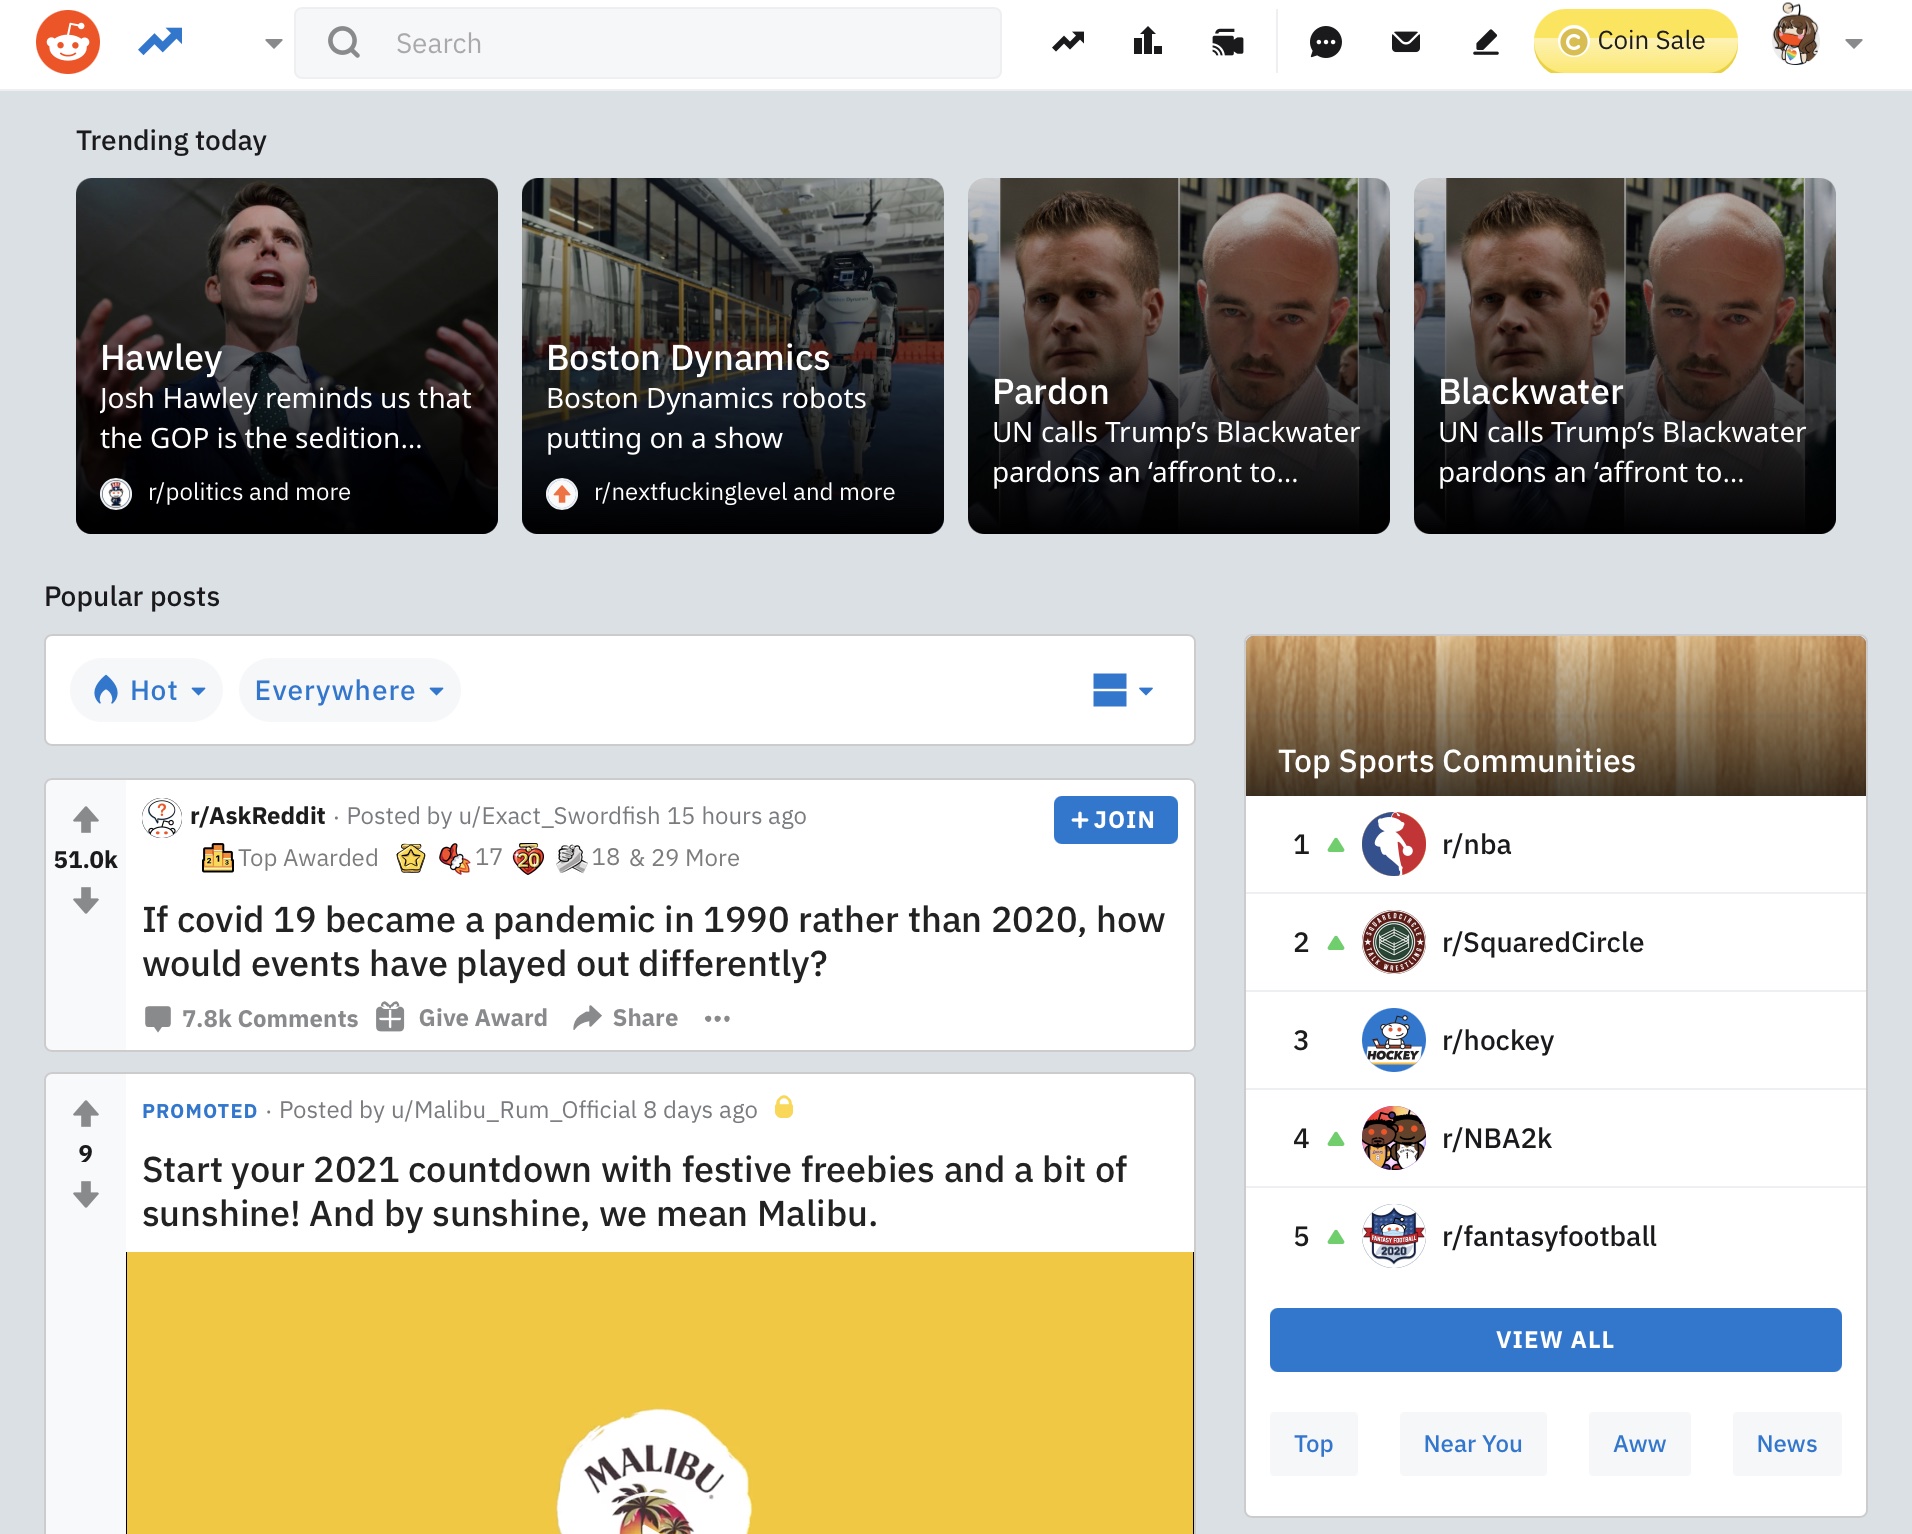 Search
Coin Sale
Trending today
Hawley
Josh Hawley reminds us that
the GOP is the sedition...
r/politics and more
Boston Dynamics
Boston Dynamics robots
putting on a show
r/nextfuckinglevel and more
Pardon
UN calls Trump’s Blackwater
pardons an ‘affront to...
Blackwater
UN calls Trump’s Blackwater
pardons an ‘affront to...
Popular posts
Hot
Everywhere
r/AskReddit · Posted by u/Exact_Swordfish 15 hours ago
+ JOIN
Top Awarded 17 20 18 & 29 More
51.0k
If covid 19 became a pandemic in 1990 rather than 2020, how
would events have played out differently?
7.8k Comments Give Award Share
PROMOTED · Posted by u/Malibu_Rum_Official 8 days ago
9
Start your 2021 countdown with festive freebies and a bit of
sunshine! And by sunshine, we mean Malibu.
MALIBU
Top Sports Communities
1 r/nba
2 r/SquaredCircle
3 HOCKEY r/hockey
4 r/NBA2k
5 FANTASY FOOTBALL 2020 r/fantasyfootball
VIEW ALL
Top
Near You
Aww
News